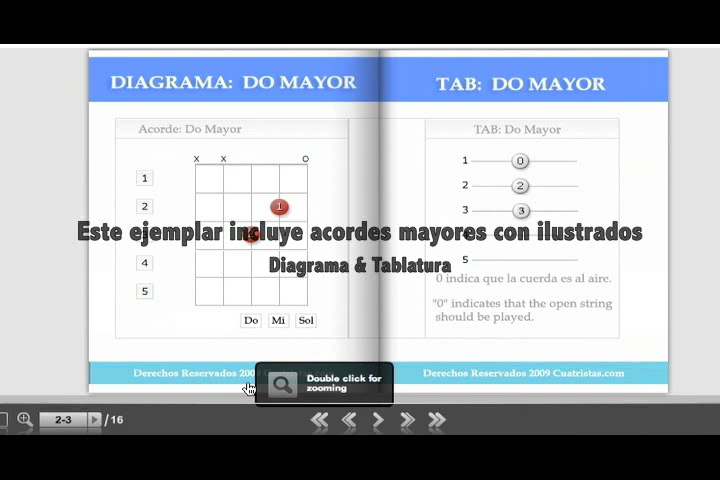 DIAGRAMA: DO MAYOR
TAB: DO MAYOR
Acorde: Do Mayor
X X O
1
2
1
4
5
Do Mi Sol
TAB: Do Mayor
1 0
2 2
3 3
5
0 indica que la cuerda es al aire.
"0" indicates that the open string
should be played.
Este ejemplar incluye acordes mayores con ilustrados
Diagrama & Tablatura
Derechos Reservados 2009
Derechos Reservados 2009 Cuatristas.com
Double click for
zooming
2-3 / 16